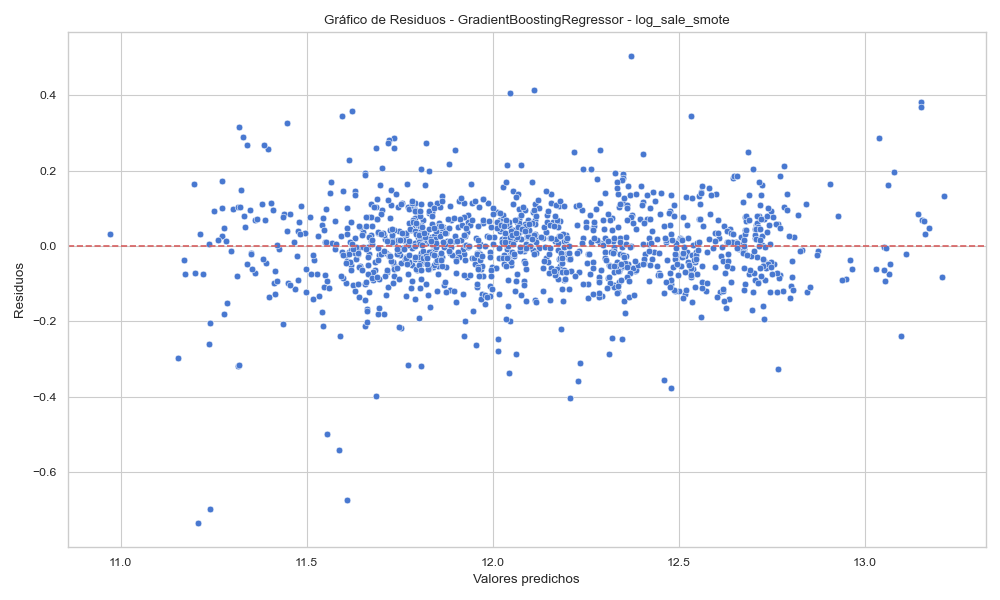 Gráfico de Residuos - GradientBoostingRegressor - log_sale_smote
Residuos
0.4
0.2
0.0
−0.2
−0.4
−0.6
11.0 11.5 12.0 12.5 13.0
Valores predichos